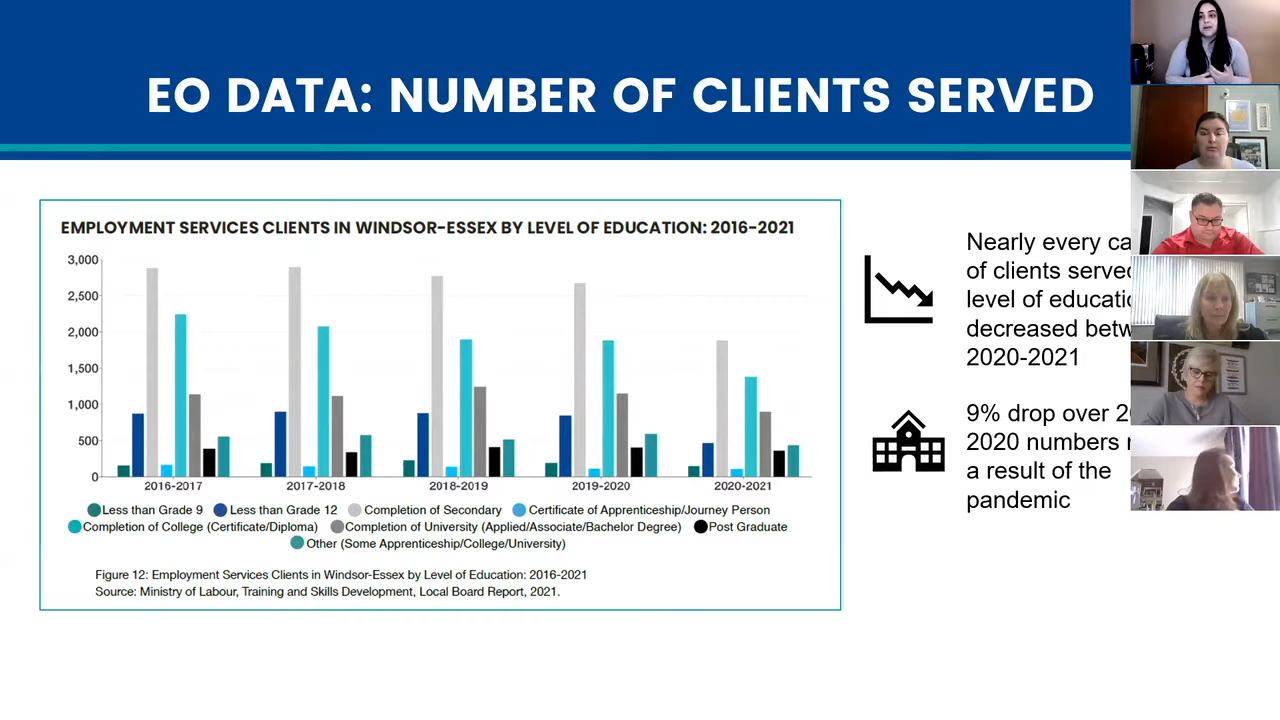 EO DATA: NUMBER OF CLIENTS SERVED
EMPLOYMENT SERVICES CLIENTS IN WINDSOR-ESSEX BY LEVEL OF EDUCATION: 2016-2021
3,000
2,500
2,000
1,500
1,000
500
0
2016-2017 2017-2018 2018-2019 2019-2020 2020-2021
Less than Grade 9 Less than Grade 12 Completion of Secondary Certificate of Apprenticeship/Journey Person
Completion of College (Certificate/Diploma) Completion of University (Applied/Associate/Bachelor Degree) Post Graduate
Other (Some Apprenticeship/College/University)
Figure 12: Employment Services Clients in Windsor-Essex by Level of Education: 2016-2021
Source: Ministry of Labour, Training and Skills Development, Local Board Report, 2021.
Nearly every
of clients
level of
decreased
2020-2021
9% drop over
2020 numbers
a result of the
pandemic